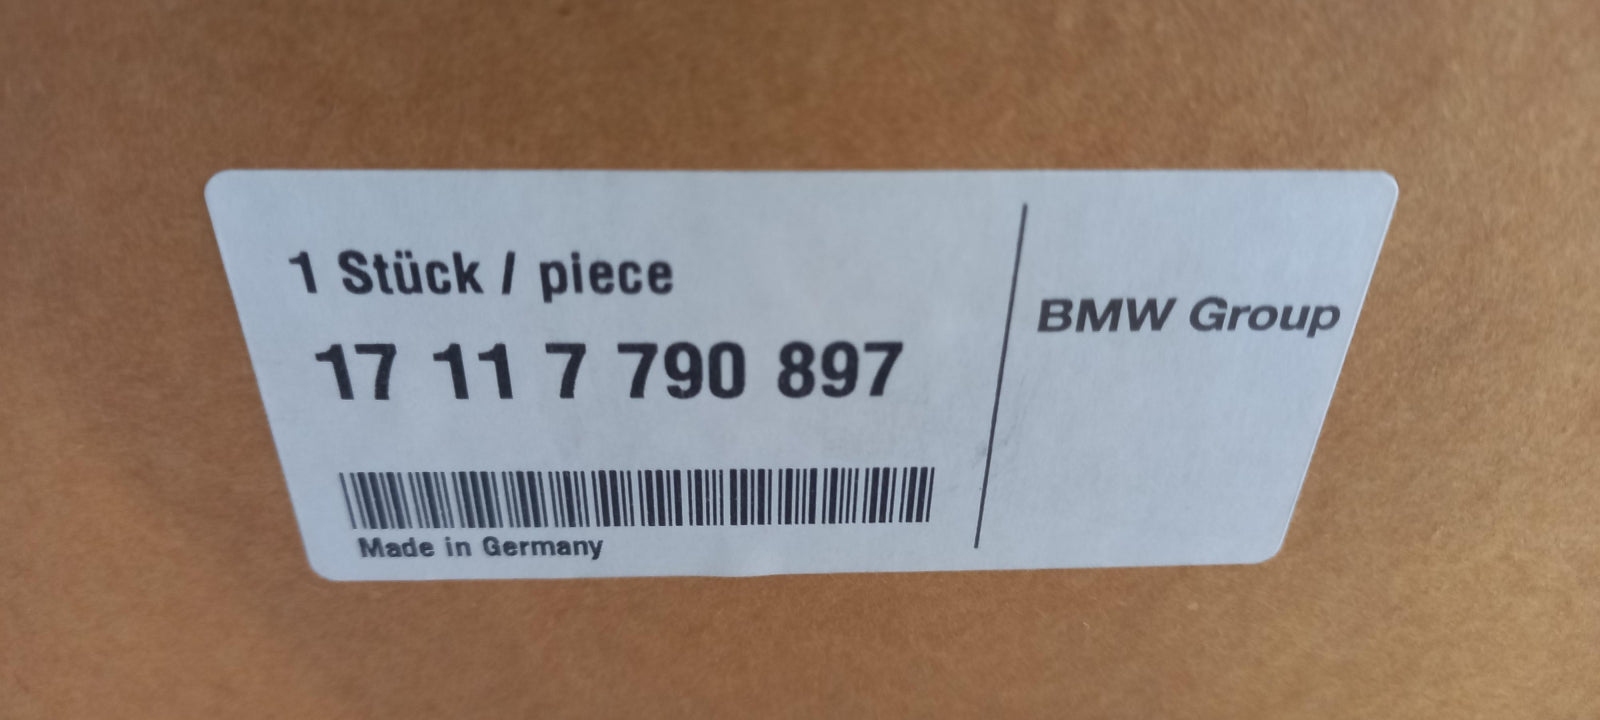 1 Stück / piece
17 11 7 790 897
Made in Germany
BMW Group